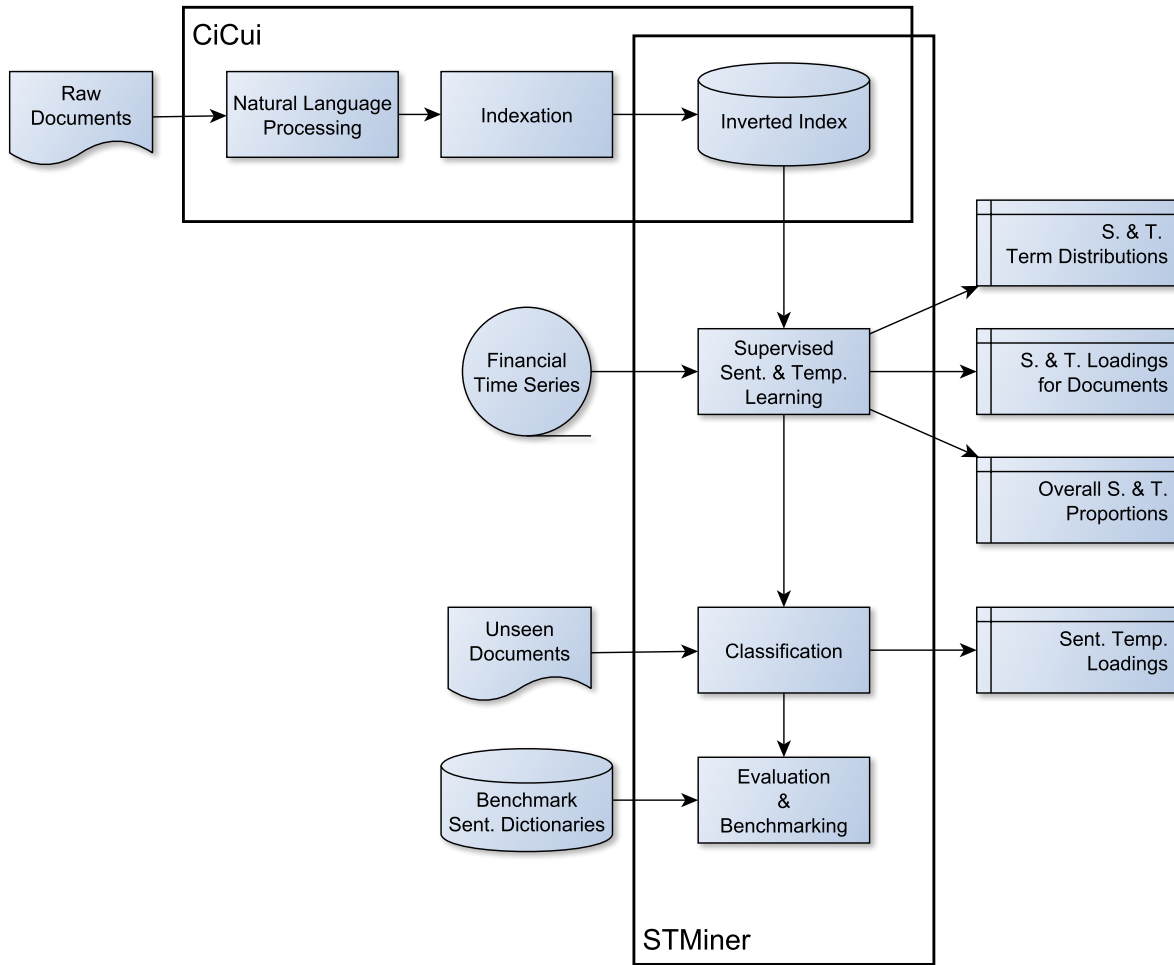 CiCui
Raw
Documents
Natural Language
Processing
Indexation
Inverted Index
S. & T.
Term Distributions
Financial
Time Series
Supervised
Sent. & Temp.
Learning
S. & T. Loadings
for Documents
Overall S. & T.
Proportions
Unseen
Documents
Classification
Sent. Temp.
Loadings
Benchmark
Sent. Dictionaries
Evaluation
&
Benchmarking
STMiner